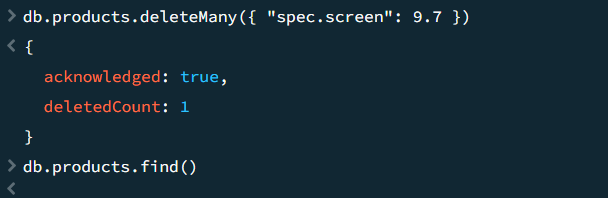 > db.products.deleteMany({ "spec.screen": 9.7 })
< {
acknowledged: true,
deletedCount: 1
}
> db.products.find()
<